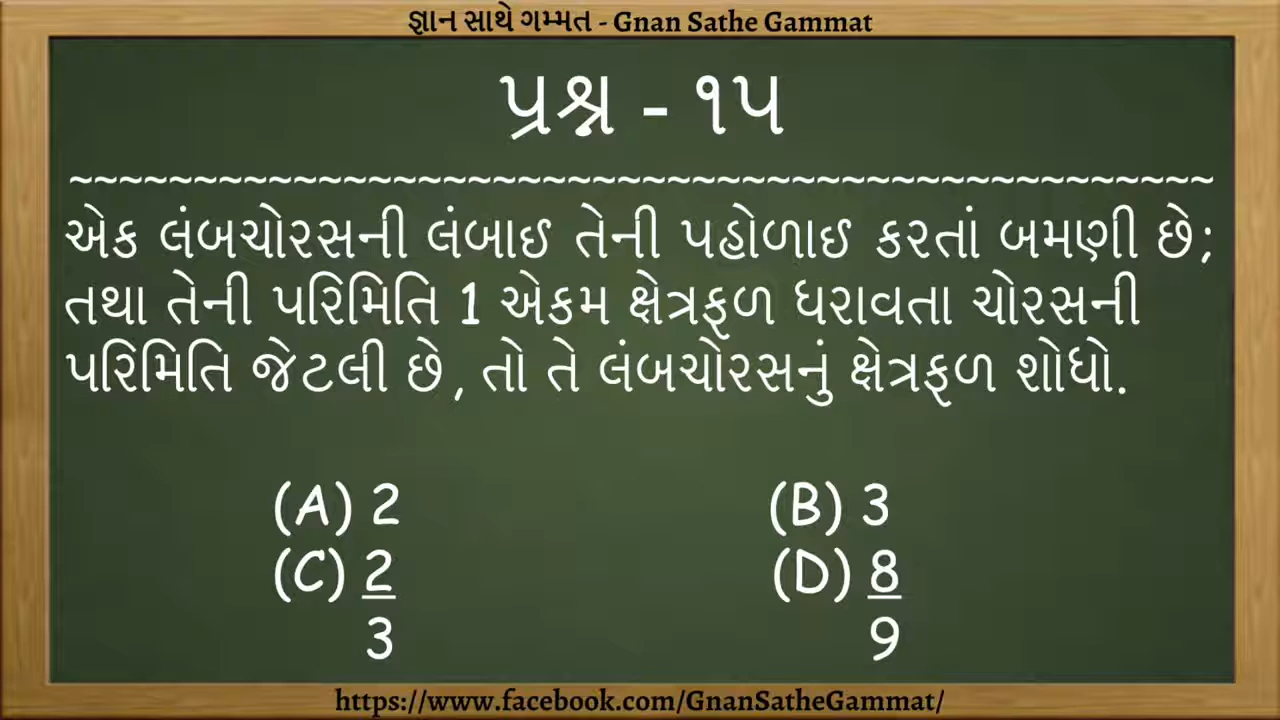 જ્ઞાન સાથે ગમ્મત - Gnan Sathe Gammat
પ્રશ્ન - ૧૫
~~~~~~~~~~~~~~~~~~~~~~~~~~~~~~~~~~~~~~~~~~~~~~
એક લંબચોરસની લંબાઈ તેની પહોળાઈ કરતાં બમણી છે;
તથા તેની પરિમિતિ 1 એકમ ક્ષેત્રફળ ધરાવતા ચોરસની
પરિમિતિ જેટલી છે, તો તે લંબચોરસનું ક્ષેત્રફળ શોધો.
(A) 2 (B) 3
(C) 2 (D) 8
3 9
https://www.facebook.com/GnanSatheGammat/